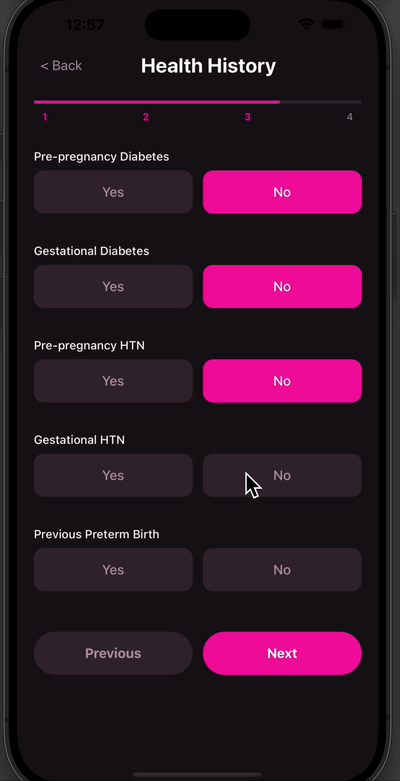 12:57
< Back
Health History
1 2 3 4
Pre-pregnancy Diabetes
Yes No
Gestational Diabetes
Yes No
Pre-pregnancy HTN
Yes No
Gestational HTN
Yes No
Previous Preterm Birth
Yes No
Previous Next